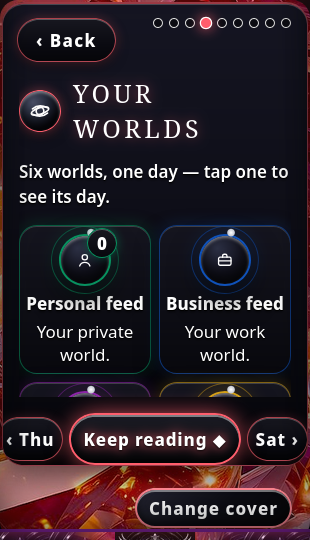 ‹ Back
YOUR
WORLDS
Six worlds, one day — tap one to
see its day.
0
Personal feed
Your private
world.
Business feed
Your work
world.
‹ Thu
Keep reading ◆
Sat ›
Change cover